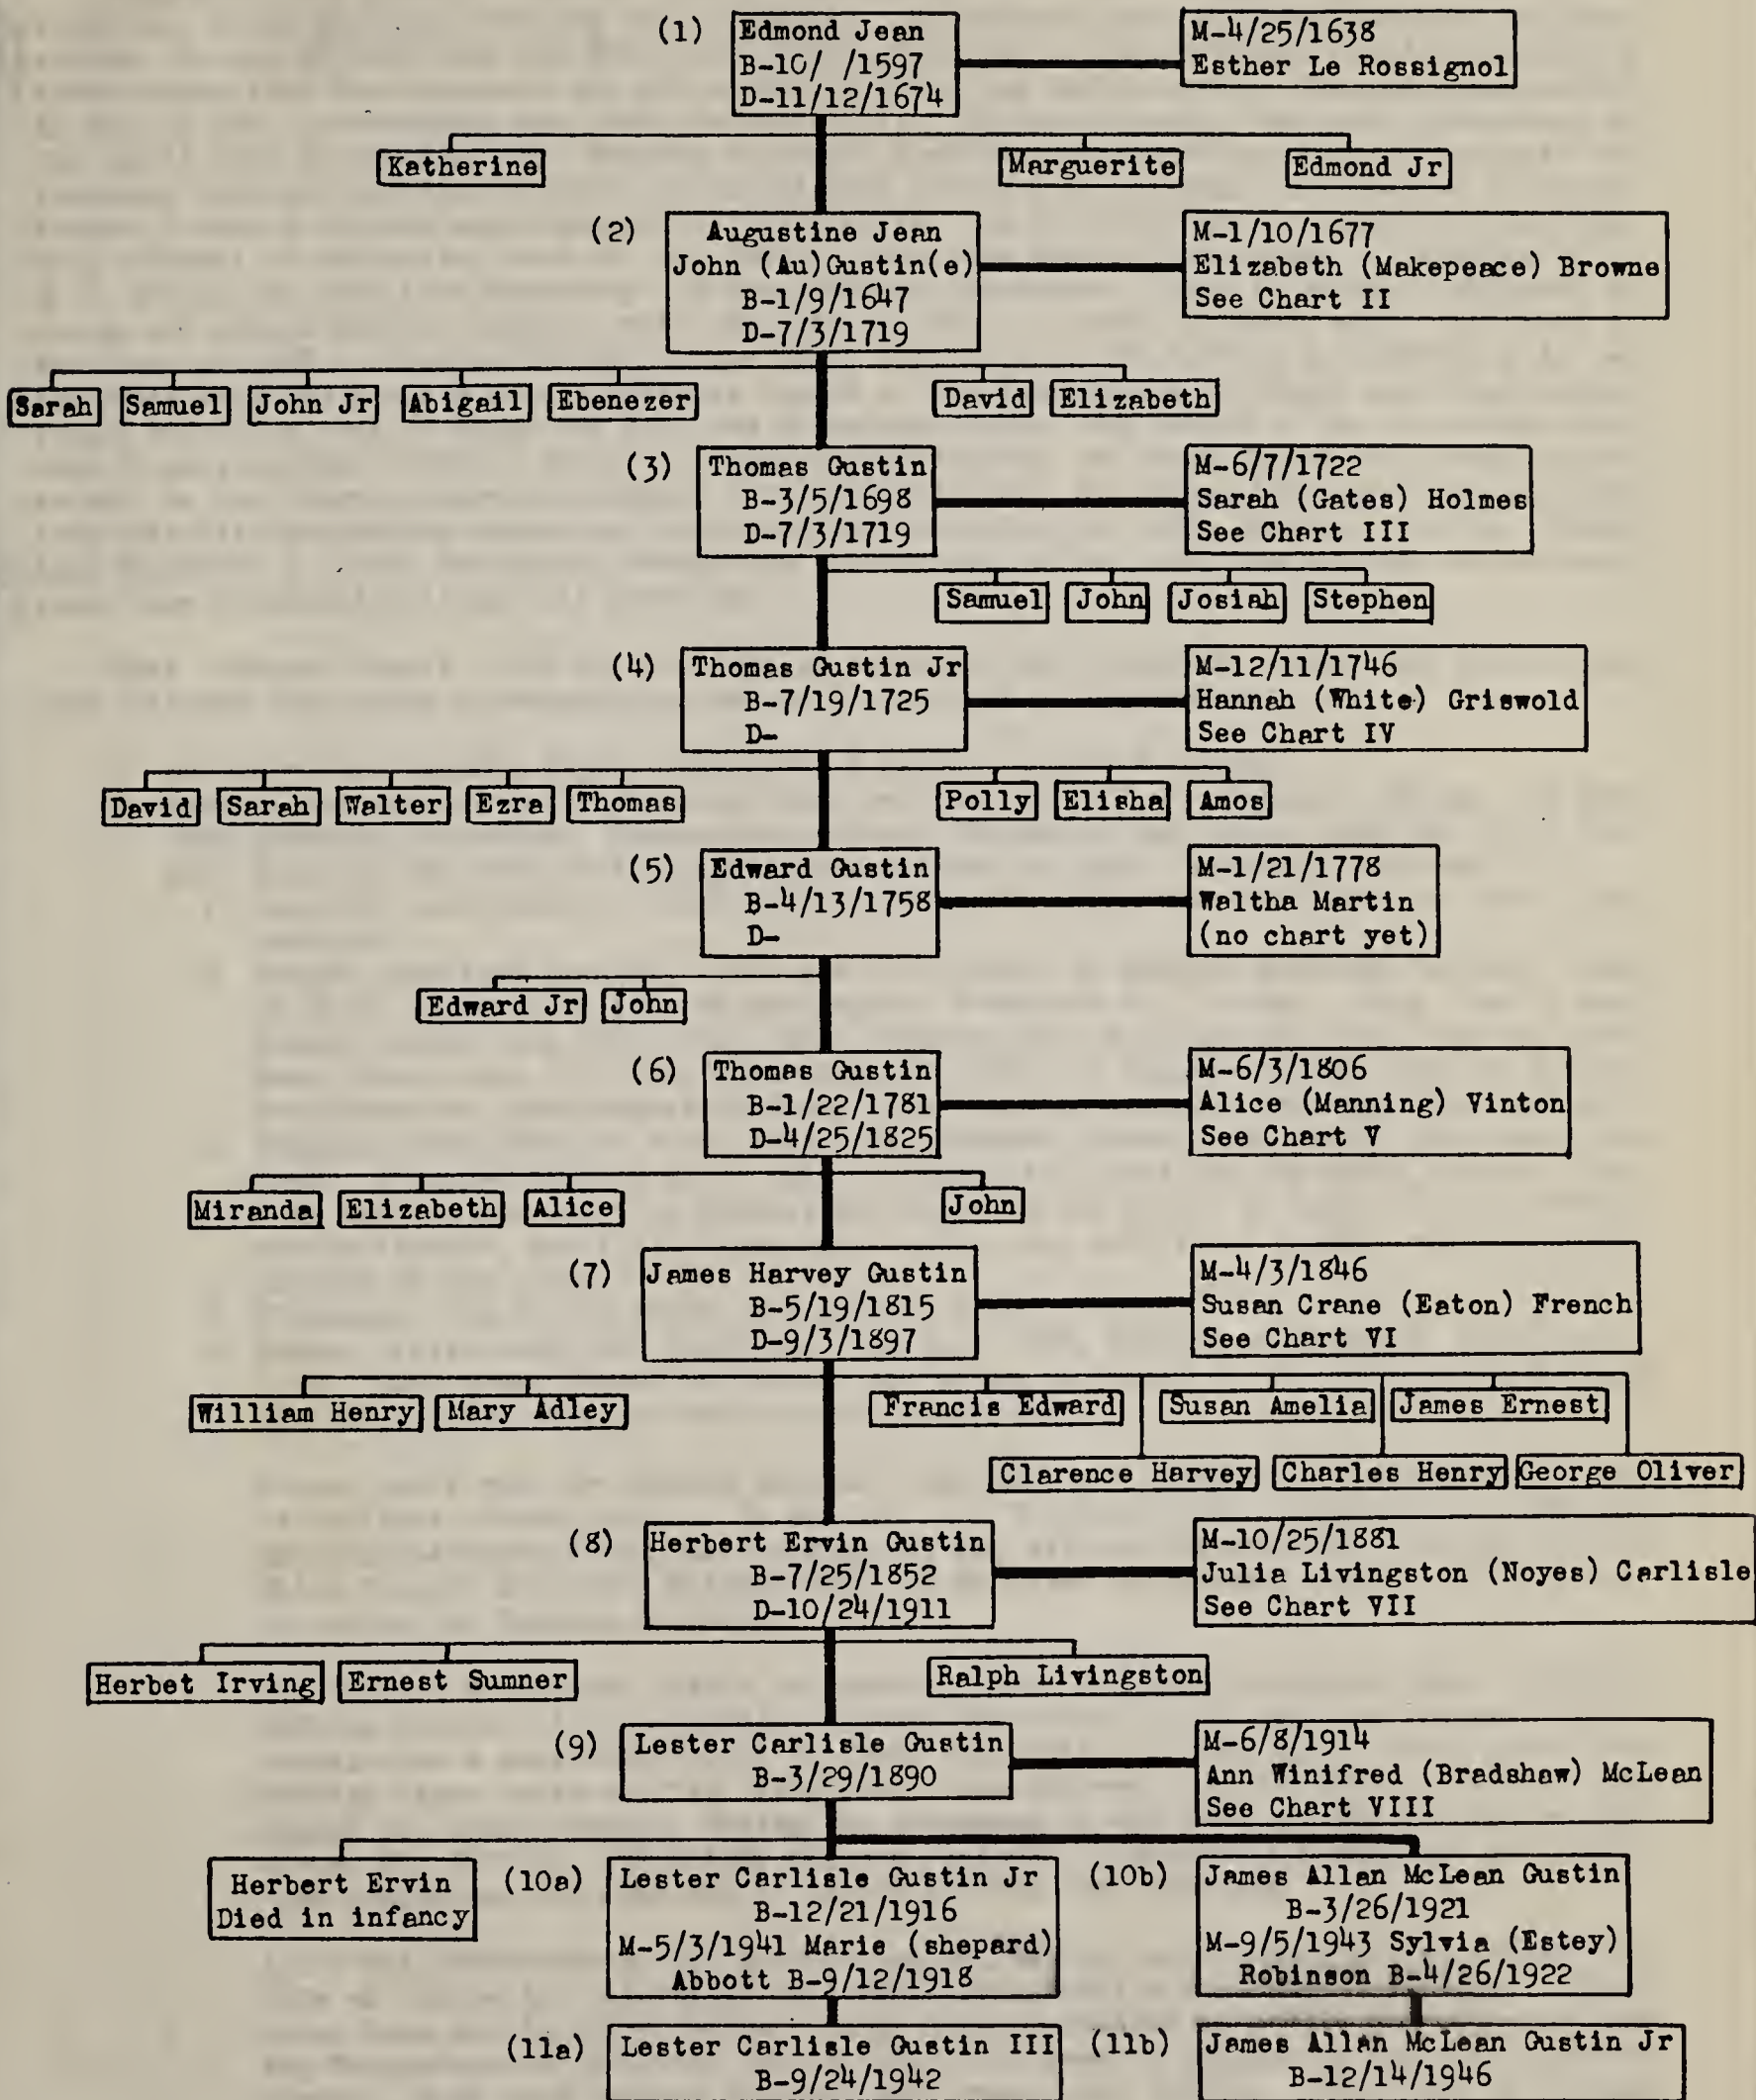 (1)
Edmond Jean
B-10/ /1597
D-11/12/1674
M-4/25/1638
Esther Le Rossignol
Katherine
Marguerite
Edmond Jr
(2)
Augustine Jean
John (Au)Gustin(e)
B-1/9/1647
D-7/3/1719
M-1/10/1677
Elizabeth (Makepeace) Browne
See Chart II
Sarah
Samuel
John Jr
Abigail
Ebenezer
David
Elizabeth
(3)
Thomas Gustin
B-3/5/1698
D-7/3/1719
M-6/7/1722
Sarah (Gates) Holmes
See Chart III
Samuel
John
Josiah
Stephen
(4)
Thomas Gustin Jr
B-7/19/1725
D-
M-12/11/1746
Hannah (White) Griswold
See Chart IV
David
Sarah
Walter
Ezra
Thomas
Polly
Elisha
Amos
(5)
Edward Gustin
B-4/13/1758
D-
M-1/21/1778
Waltha Martin
(no chart yet)
Edward Jr
John
(6)
Thomas Gustin
B-1/22/1781
D-4/25/1825
M-6/3/1806
Alice (Manning) Vinton
See Chart V
Miranda
Elizabeth
Alice
John
(7)
James Harvey Gustin
B-5/19/1815
D-9/3/1897
M-4/3/1846
Susan Crane (Eaton) French
See Chart VI
William Henry
Mary Adley
Francis Edward
Susan Amelia
James Ernest
Clarence Harvey
Charles Henry
George Oliver
(8)
Herbert Ervin Gustin
B-7/25/1852
D-10/24/1911
M-10/25/1881
Julia Livingston (Noyes) Carlisle
See Chart VII
Herbet Irving
Ernest Sumner
Ralph Livingston
(9)
Lester Carlisle Gustin
B-3/29/1890
M-6/8/1914
Ann Winifred (Bradshaw) McLean
See Chart VIII
Herbert Ervin
Died in infancy
(10a)
Lester Carlisle Gustin Jr
B-12/21/1916
M-5/3/1941 Marie (shepard)
Abbott B-9/12/1918
(10b)
James Allan McLean Gustin
B-3/26/1921
M-9/5/1943 Sylvia (Estey)
Robinson B-4/26/1922
(11a)
Lester Carlisle Gustin III
B-9/24/1942
(11b)
James Allan McLean Gustin Jr
B-12/14/1946